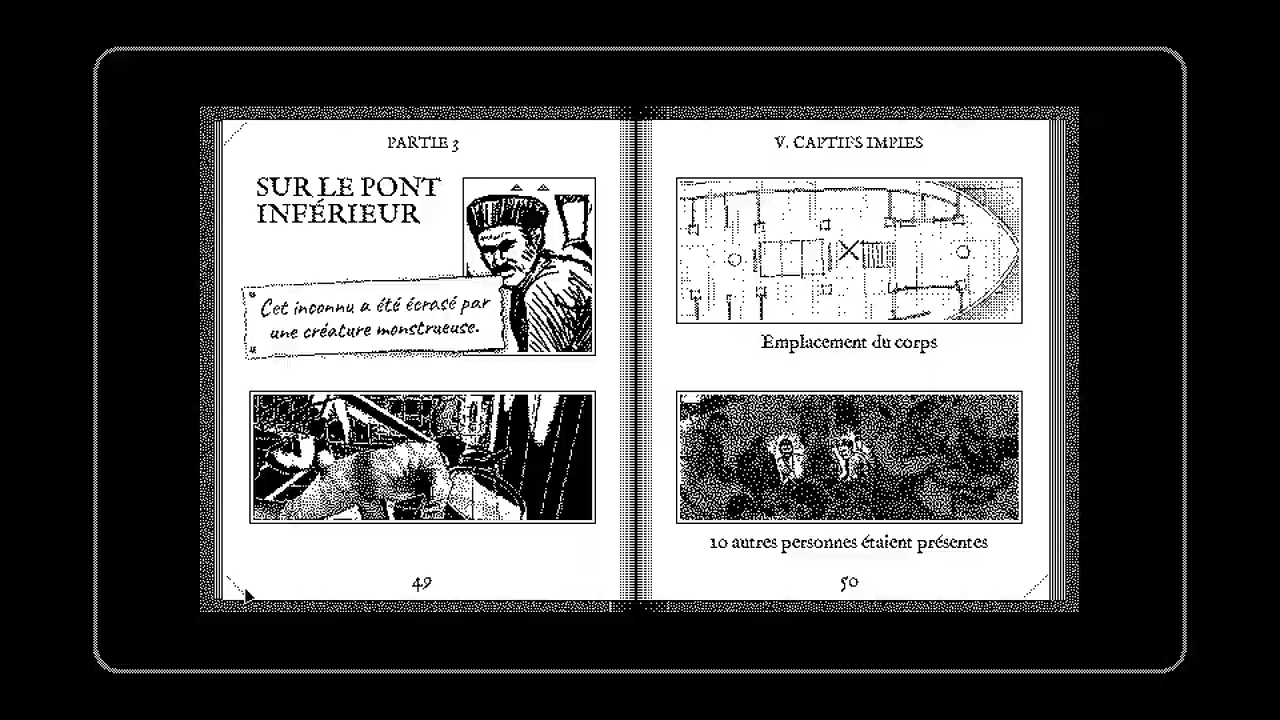 PARTIE 3
SUR LE PONT
INFÉRIEUR
Cet inconnu a été écrasé par
une créature monstrueuse.
49
V. CAPTIFS IMPIES
Emplacement du corps
10 autres personnes étaient présentes
50